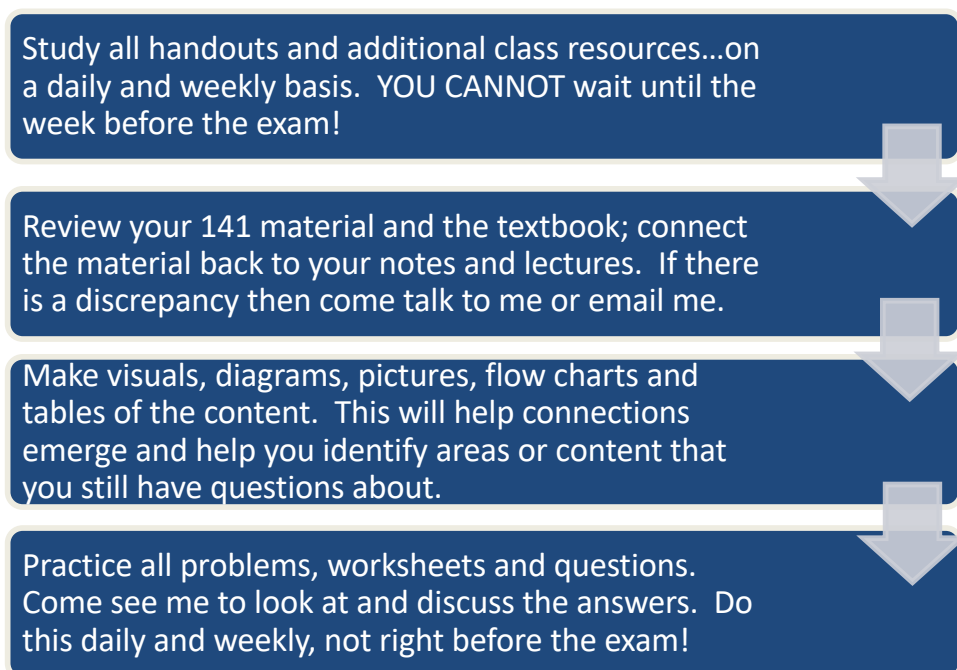 Study all handouts and additional class resources…on
a daily and weekly basis.  YOU CANNOT wait until the
week before the exam!
Review your 141 material and the textbook; connect
the material back to your notes and lectures.  If there
is a discrepancy then come talk to me or email me.
Make visuals, diagrams, pictures, flow charts and
tables of the content.  This will help connections
emerge and help you identify areas or content that
you still have questions about.
Practice all problems, worksheets and questions.
Come see me to look at and discuss the answers.  Do
this daily and weekly, not right before the exam!